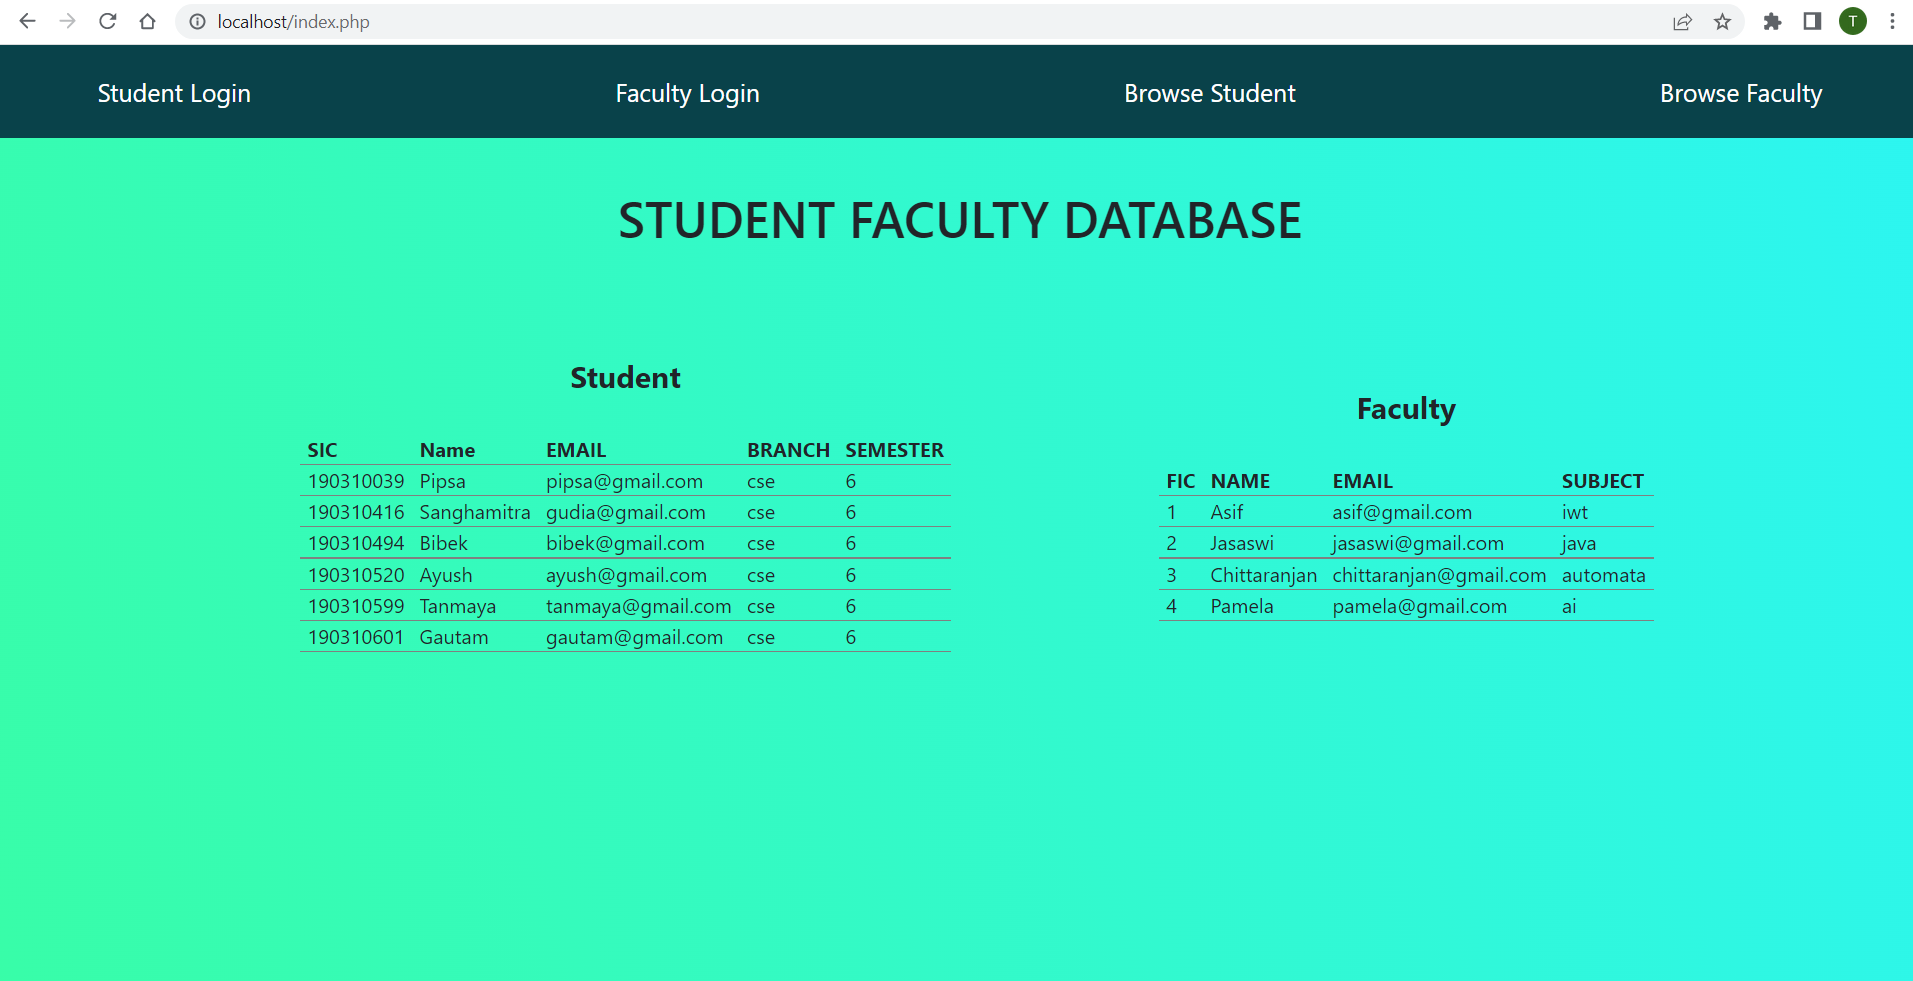 localhost/index.php
T
Student Login Faculty Login Browse Student Browse Faculty
STUDENT FACULTY DATABASE
Student
SIC Name EMAIL BRANCH SEMESTER
190310039 Pipsa pipsa@gmail.com cse 6
190310416 Sanghamitra gudia@gmail.com cse 6
190310494 Bibek bibek@gmail.com cse 6
190310520 Ayush ayush@gmail.com cse 6
190310599 Tanmaya tanmaya@gmail.com cse 6
190310601 Gautam gautam@gmail.com cse 6
Faculty
FIC NAME EMAIL SUBJECT
1 Asif asif@gmail.com iwt
2 Jasaswi jasaswi@gmail.com java
3 Chittaranjan chittaranjan@gmail.com automata
4 Pamela pamela@gmail.com ai